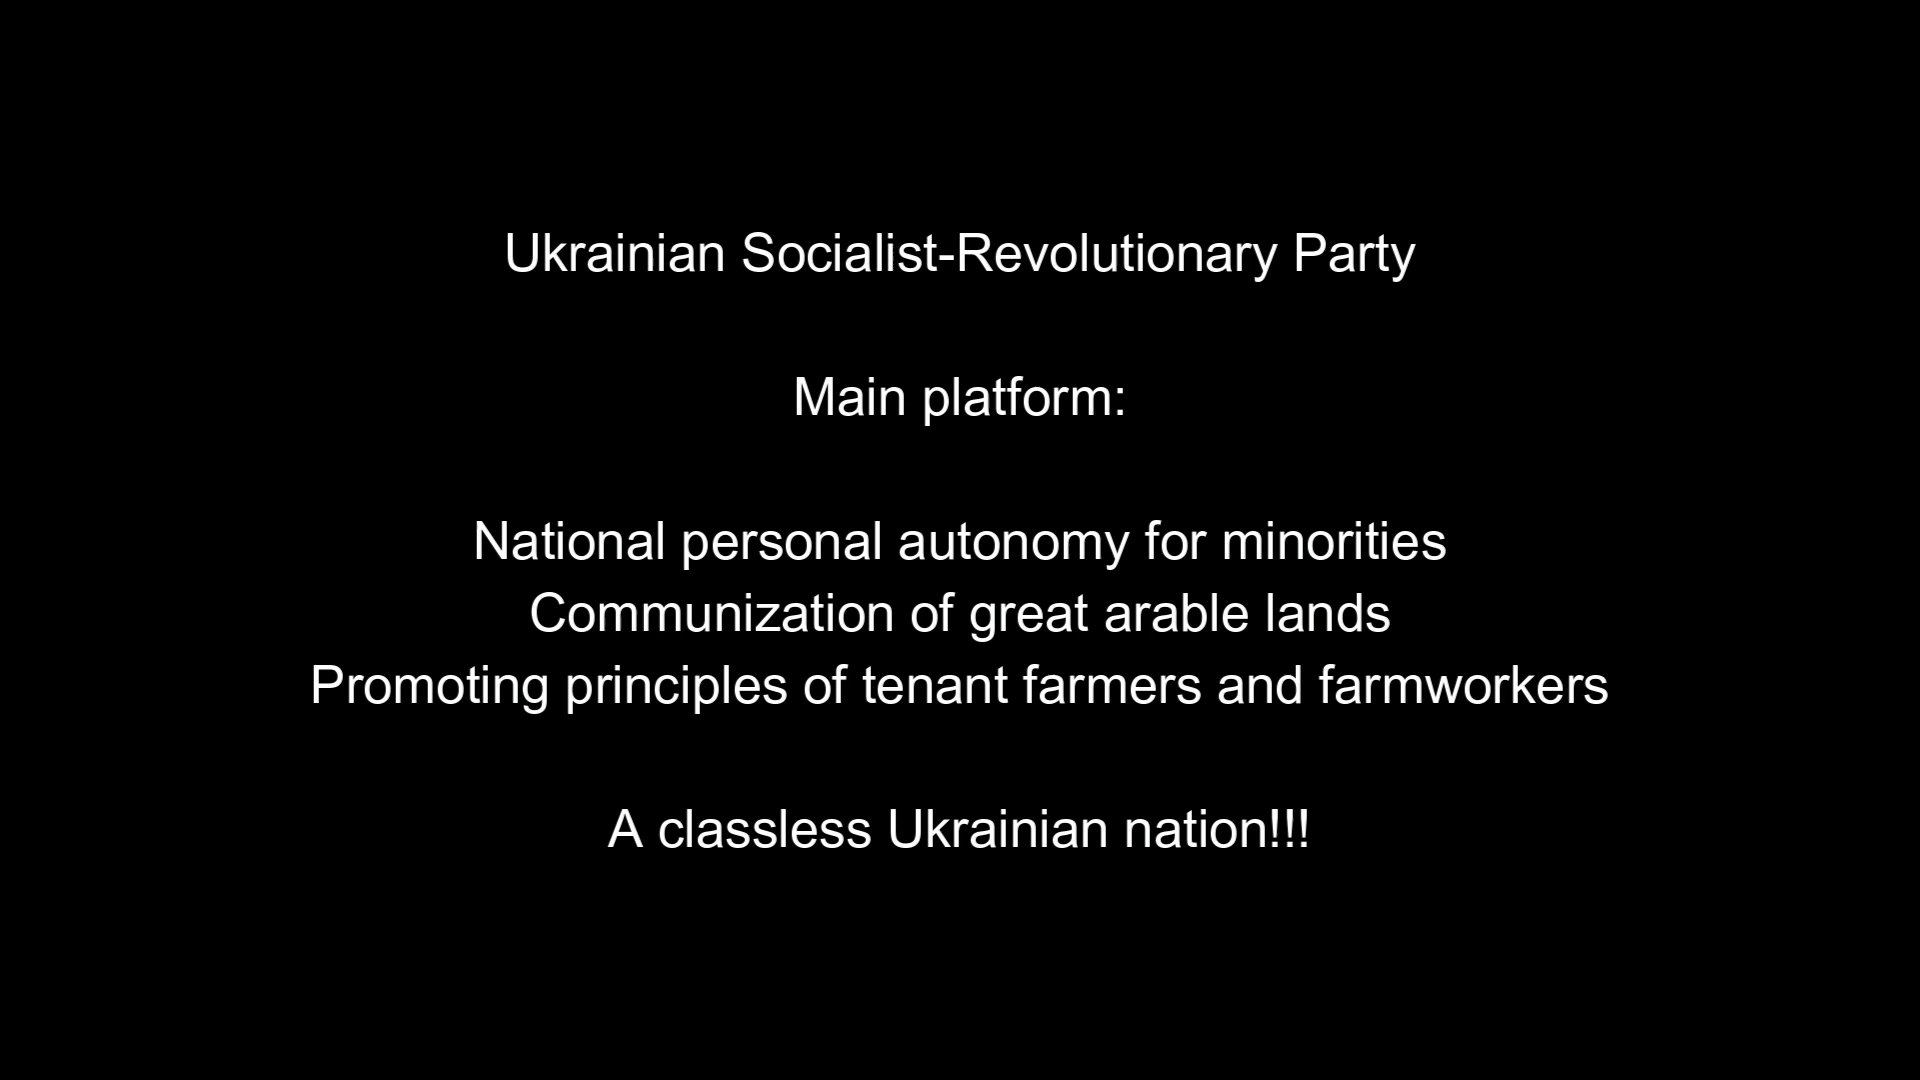 Ukrainian Socialist-Revolutionary Party
Main platform:
National personal autonomy for minorities
Communization of great arable lands
Promoting principles of tenant farmers and farmworkers
A classless Ukrainian nation!!!